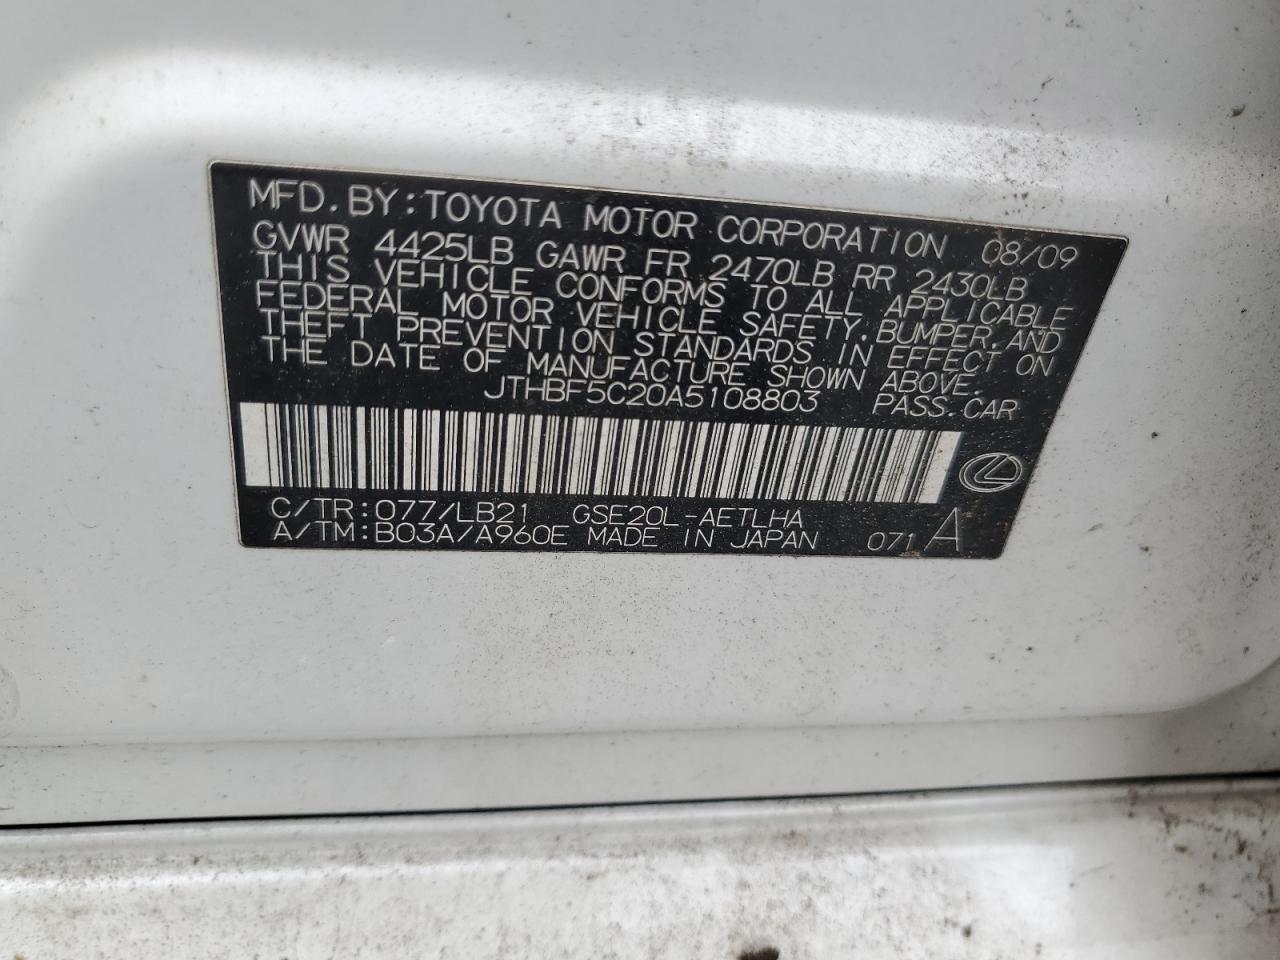 MFD. BY: TOYOTA MOTOR CORPORATION 08/09
GVWR 4425LB GAWR FR 2470LB RR 2430LB
THIS VEHICLE CONFORMS TO ALL APPLICABLE
FEDERAL MOTOR VEHICLE SAFETY, BUMPER, AND
THEFT PREVENTION STANDARDS IN EFFECT ON
THE DATE OF MANUFACTURE SHOWN ABOVE.
JTHBF5C20A5108803 PASS. CAR
C/TR: 077/LB21 GSE20L-AETLHA
A/TM: B03A/A960E MADE IN JAPAN 071 A